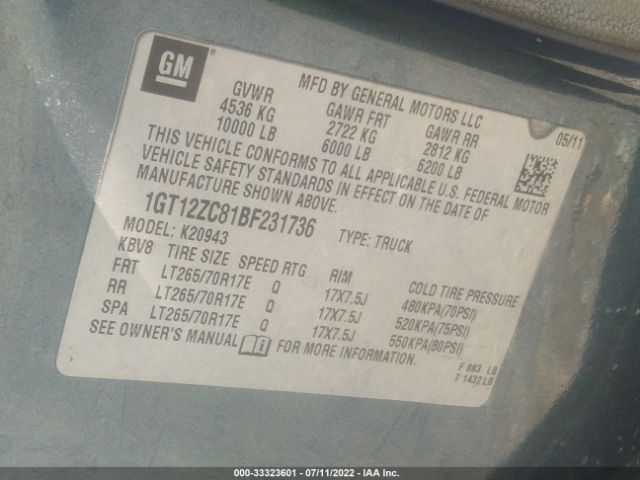 GM
MFD BY GENERAL MOTORS LLC
GVWR GAWR FRT GAWR RR
4536 KG 2722 KG 2812 KG
10000 LB 6000 LB 6200 LB
05/11
THIS VEHICLE CONFORMS TO ALL APPLICABLE U.S. FEDERAL MOTOR
VEHICLE SAFETY STANDARDS IN EFFECT ON THE DATE OF
MANUFACTURE SHOWN ABOVE.
1GT12ZC81BF231736 TYPE: TRUCK
MODEL: K20943
KBV8 TIRE SIZE SPEED RTG RIM COLD TIRE PRESSURE
FRT LT265/70R17E Q 17X7.5J 480KPA(70PSI)
RR LT265/70R17E Q 17X7.5J 520KPA(75PSI)
SPA LT265/70R17E Q 17X7.5J 550KPA(80PSI)
SEE OWNER'S MANUAL FOR MORE INFORMATION.
F 883 LB
T 1432 LB
000-33323601 - 07/11/2022 - IAA Inc.